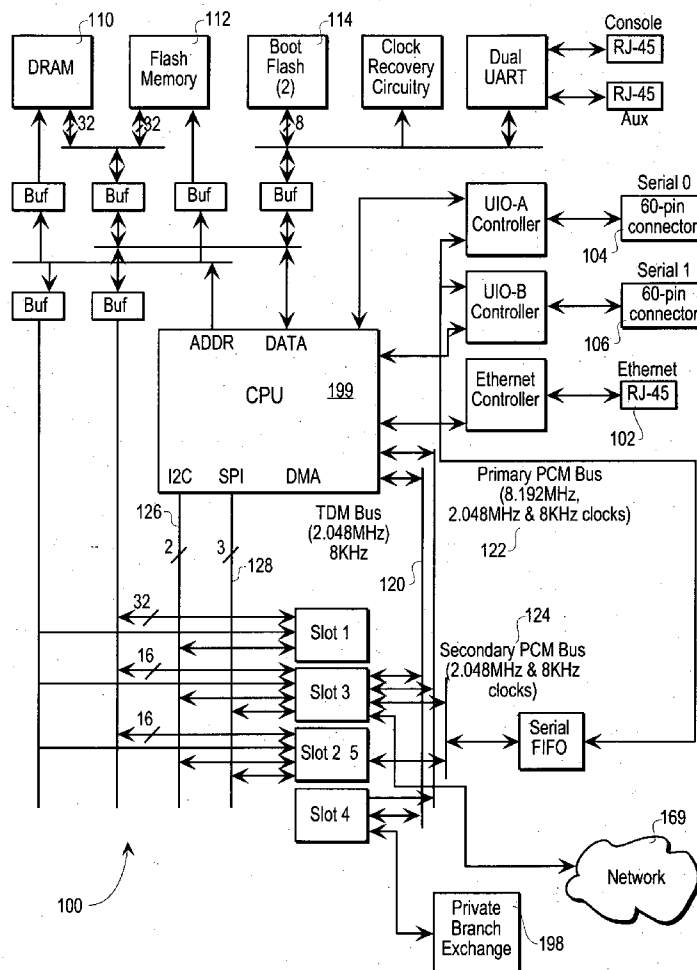 110
112
114
Console
DRAM
Flash
Memory
Boot
Flash
(2)
Clock
Recovery
Circuitry
Dual
UART
RJ-45
RJ-45
Aux
32
32
8
Buf
Buf
Buf
Buf
UIO-A
Controller
Serial 0
60-pin
connector
104
Buf
Buf
UIO-B
Controller
Serial 1
60-pin
connector
106
ADDR
DATA
CPU
199
Ethernet
Controller
Ethernet
RJ-45
102
I2C
SPI
DMA
126
2
3
128
TDM Bus
(2.048MHz)
8KHz
120
Primary PCM Bus
(8.192MHz,
2.048MHz & 8KHz clocks)
122
32
Slot 1
124
Secondary PCM Bus
(2.048MHz & 8KHz
clocks)
16
Slot 3
16
Slot 2 5
Serial
FIFO
Slot 4
169
Network
100
Private
Branch
Exchange
198